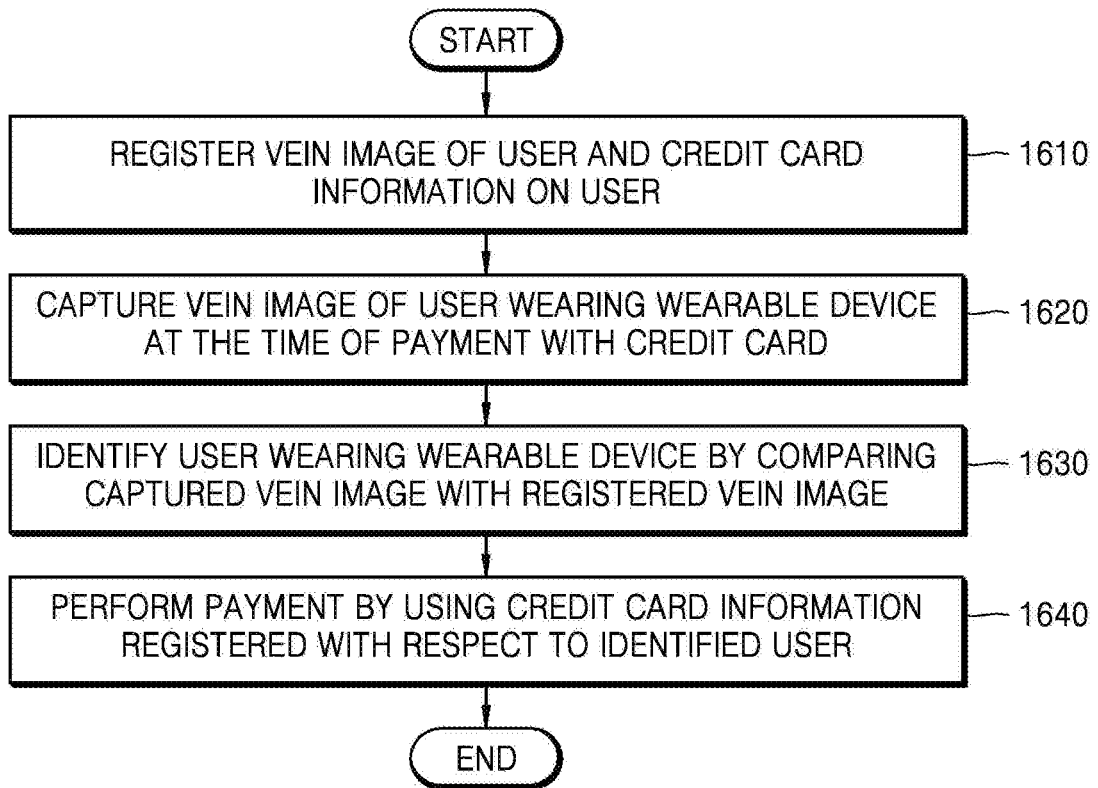 START
REGISTER VEIN IMAGE OF USER AND CREDIT CARD
INFORMATION ON USER
1610
CAPTURE VEIN IMAGE OF USER WEARING WEARABLE DEVICE
AT THE TIME OF PAYMENT WITH CREDIT CARD
1620
IDENTIFY USER WEARING WEARABLE DEVICE BY COMPARING
CAPTURED VEIN IMAGE WITH REGISTERED VEIN IMAGE
1630
PERFORM PAYMENT BY USING CREDIT CARD INFORMATION
REGISTERED WITH RESPECT TO IDENTIFIED USER
1640
END